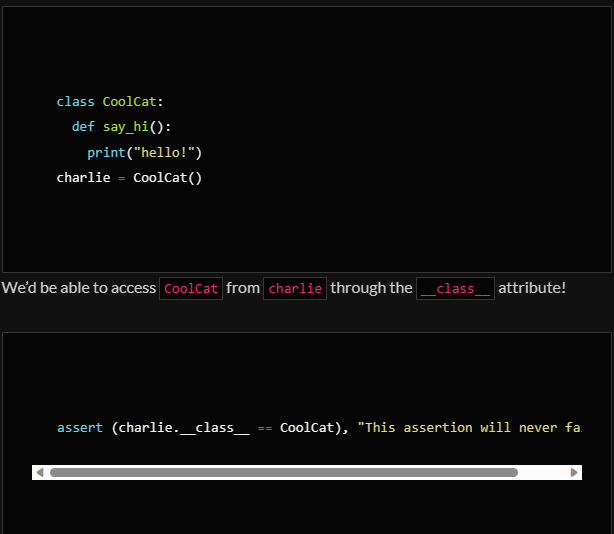 class CoolCat:
  def say_hi():
    print("hello!")
charlie = CoolCat()
We’d be able to access CoolCat from charlie through the __class__ attribute!
assert (charlie.__class__ == CoolCat), "This assertion will never